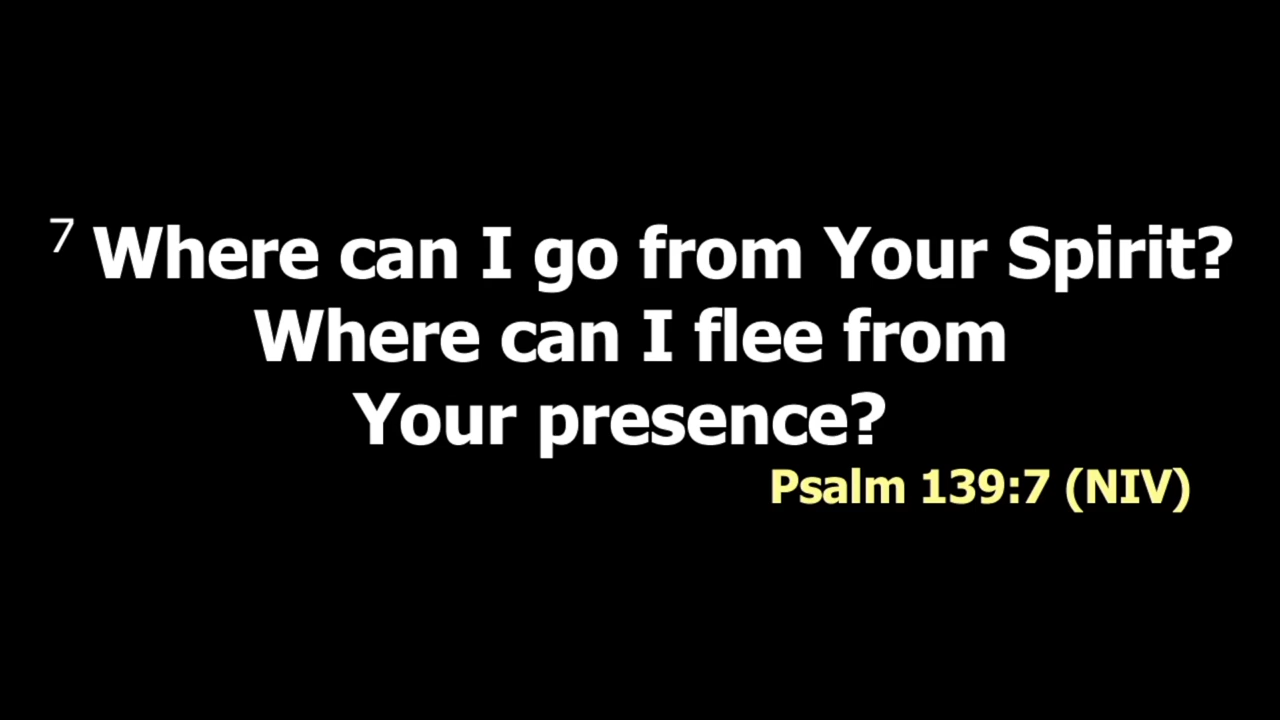 7 Where can I go from Your Spirit?
Where can I flee from
Your presence?
Psalm 139:7 (NIV)